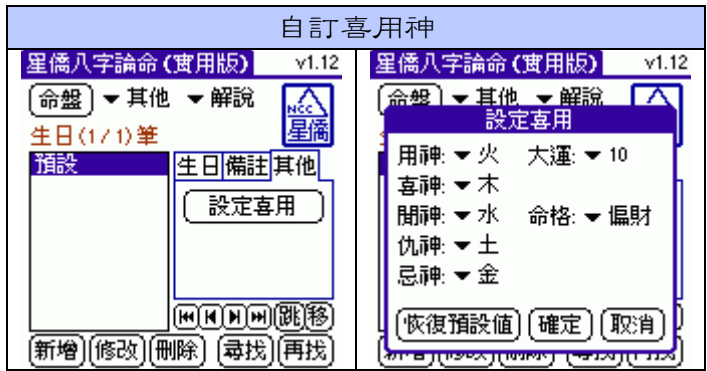 自訂喜用神
星僑八字論命(實用版) v1.12
命盤 其他 解說
NCC
星僑
生日(1/1)筆
預設
生日 備註 其他
設定喜用
跳 移
新增 修改 刪除 尋找 再找
星僑八字論命(實用版) v1.12
命盤 其他 解說
設定喜用
用神: 火 大運: 10
喜神: 木
閒神: 水 命格: 偏財
仇神: 土
忌神: 金
恢復預設值 確定 取消